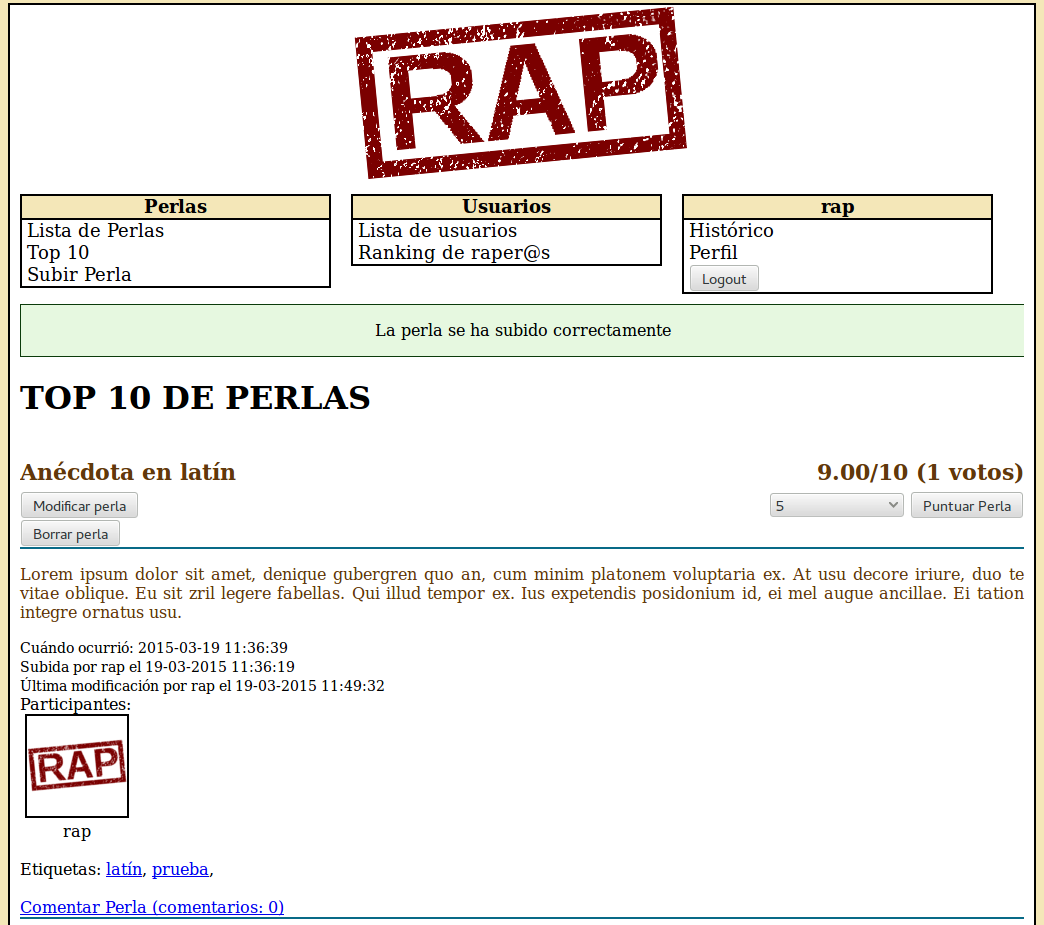 RAP
Perlas
Lista de Perlas
Top 10
Subir Perla
Usuarios
Lista de usuarios
Ranking de raper@s
rap
Histórico
Perfil
Logout
La perla se ha subido correctamente
TOP 10 DE PERLAS
Anécdota en latín
9.00/10 (1 votos)
Modificar perla
5
Puntuar Perla
Borrar perla
Lorem ipsum dolor sit amet, denique gubergren quo an, cum minim platonem voluptaria ex. At usu decore iriure, duo te
vitae oblique. Eu sit zril legere fabellas. Qui illud tempor ex. Ius expetendis posidonium id, ei mel augue ancillae. Ei tation
integre ornatus usu.
Cuándo ocurrió: 2015-03-19 11:36:39
Subida por rap el 19-03-2015 11:36:19
Última modificación por rap el 19-03-2015 11:49:32
Participantes:
RAP
rap
Etiquetas: latín, prueba,
Comentar Perla (comentarios: 0)